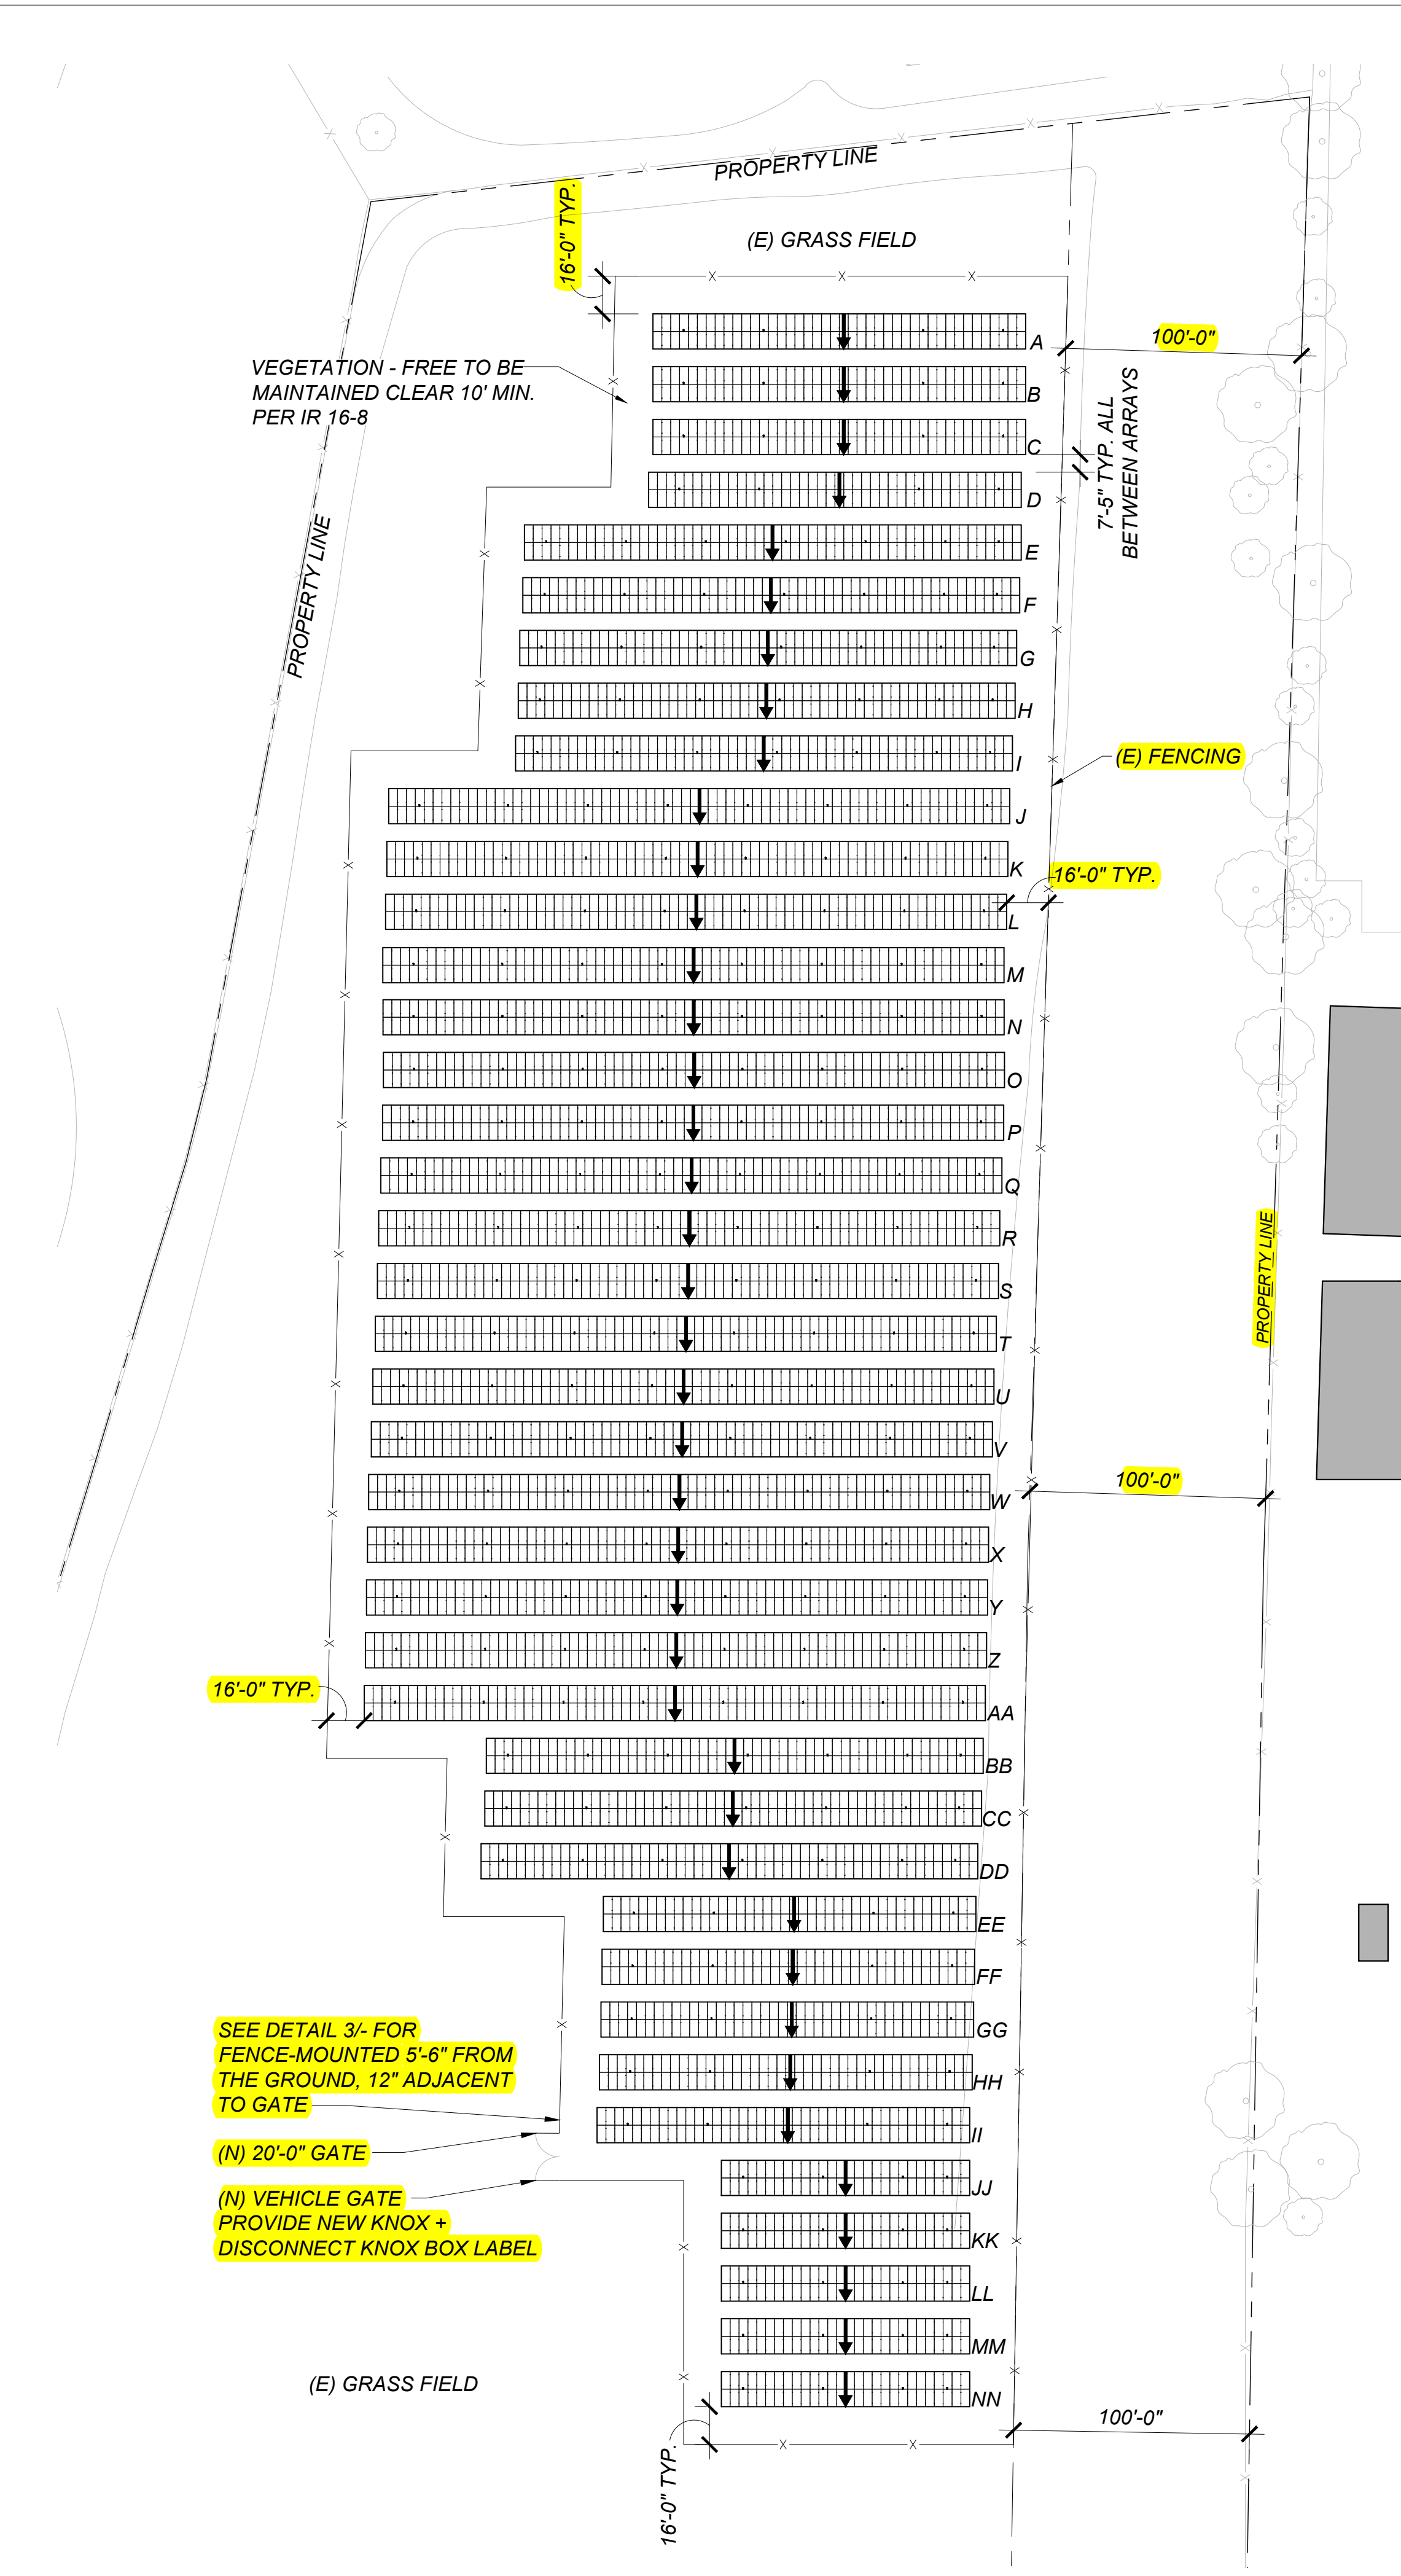 PROPERTY LINE
16'-0" TYP.
(E) GRASS FIELD
A
100'-0"
VEGETATION - FREE TO BE
MAINTAINED CLEAR 10' MIN.
PER IR 16-8
B
C
7'-5" TYP. ALL
BETWEEN ARRAYS
D
PROPERTY LINE
E
F
G
H
I
(E) FENCING
J
K
16'-0" TYP.
L
M
N
O
P
Q
R
PROPERTY LINE
S
T
U
V
100'-0"
W
X
Y
Z
16'-0" TYP.
AA
BB
CC
DD
EE
FF
GG
SEE DETAIL 3/- FOR
FENCE-MOUNTED 5'-6" FROM
THE GROUND, 12" ADJACENT
TO GATE
HH
II
(N) 20'-0" GATE
JJ
(N) VEHICLE GATE
PROVIDE NEW KNOX +
DISCONNECT KNOX BOX LABEL
KK
LL
MM
(E) GRASS FIELD
NN
100'-0"
16'-0" TYP.